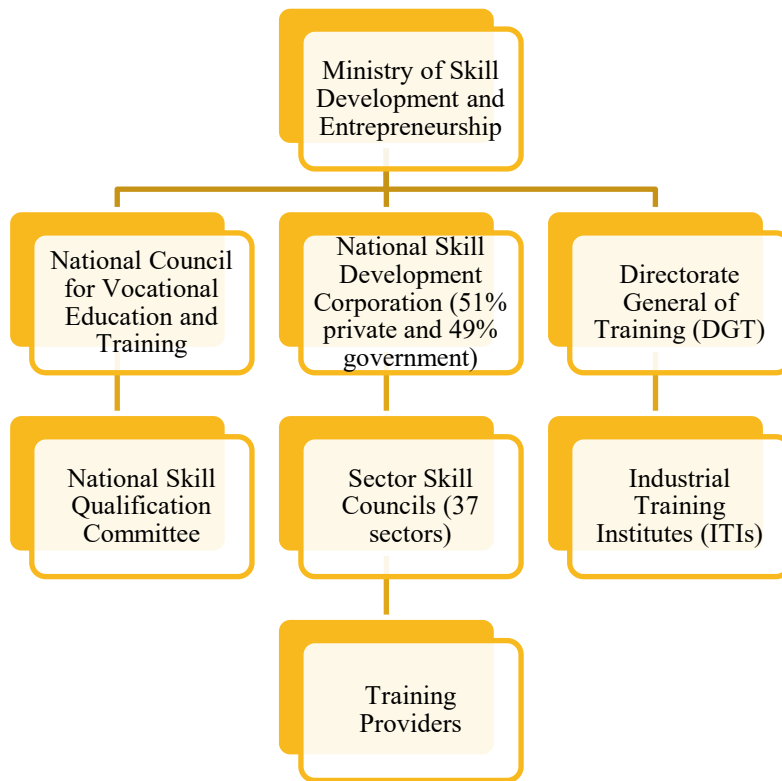 Ministry of Skill
Development and
Entrepreneurship
National Council
for Vocational
Education and
Training
National Skill
Development
Corporation (51%
private and 49%
government)
Directorate
General of
Training (DGT)
National Skill
Qualification
Committee
Sector Skill
Councils (37
sectors)
Industrial
Training
Institutes (ITIs)
Training
Providers